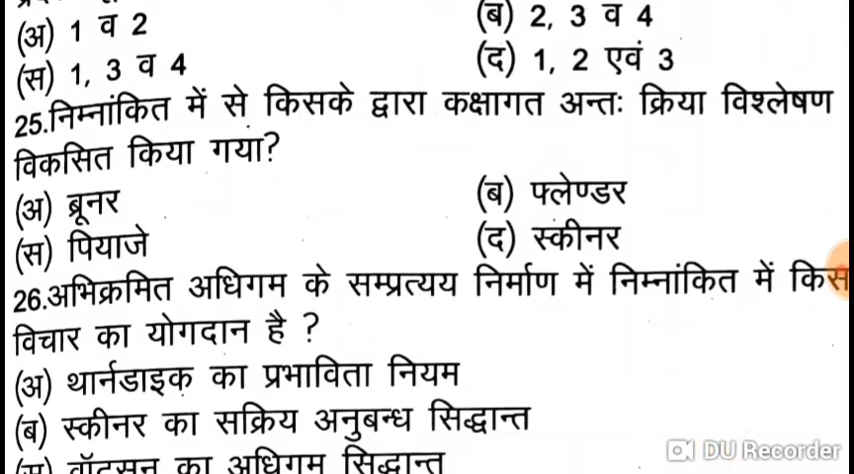 (अ) 1 व 2
(ब) 2, 3 व 4
(स) 1, 3 व 4
(द) 1, 2 एवं 3
25.निम्नांकित में से किसके द्वारा कक्षागत अन्तः क्रिया विश्लेषण
विकसित किया गया?
(अ) ब्रूनर
(ब) फ्लेण्डर
(स) पियाजे
(द) स्कीनर
26.अभिक्रमित अधिगम के सम्प्रत्यय निर्माण में निम्नांकित में किस
विचार का योगदान है ?
(अ) थार्नडाइक का प्रभाविता नियम
(ब) स्कीनर का सक्रिय अनुबन्ध सिद्धान्त
(स) वॉटसन का अधिगम सिद्धान्त
DU Recorder